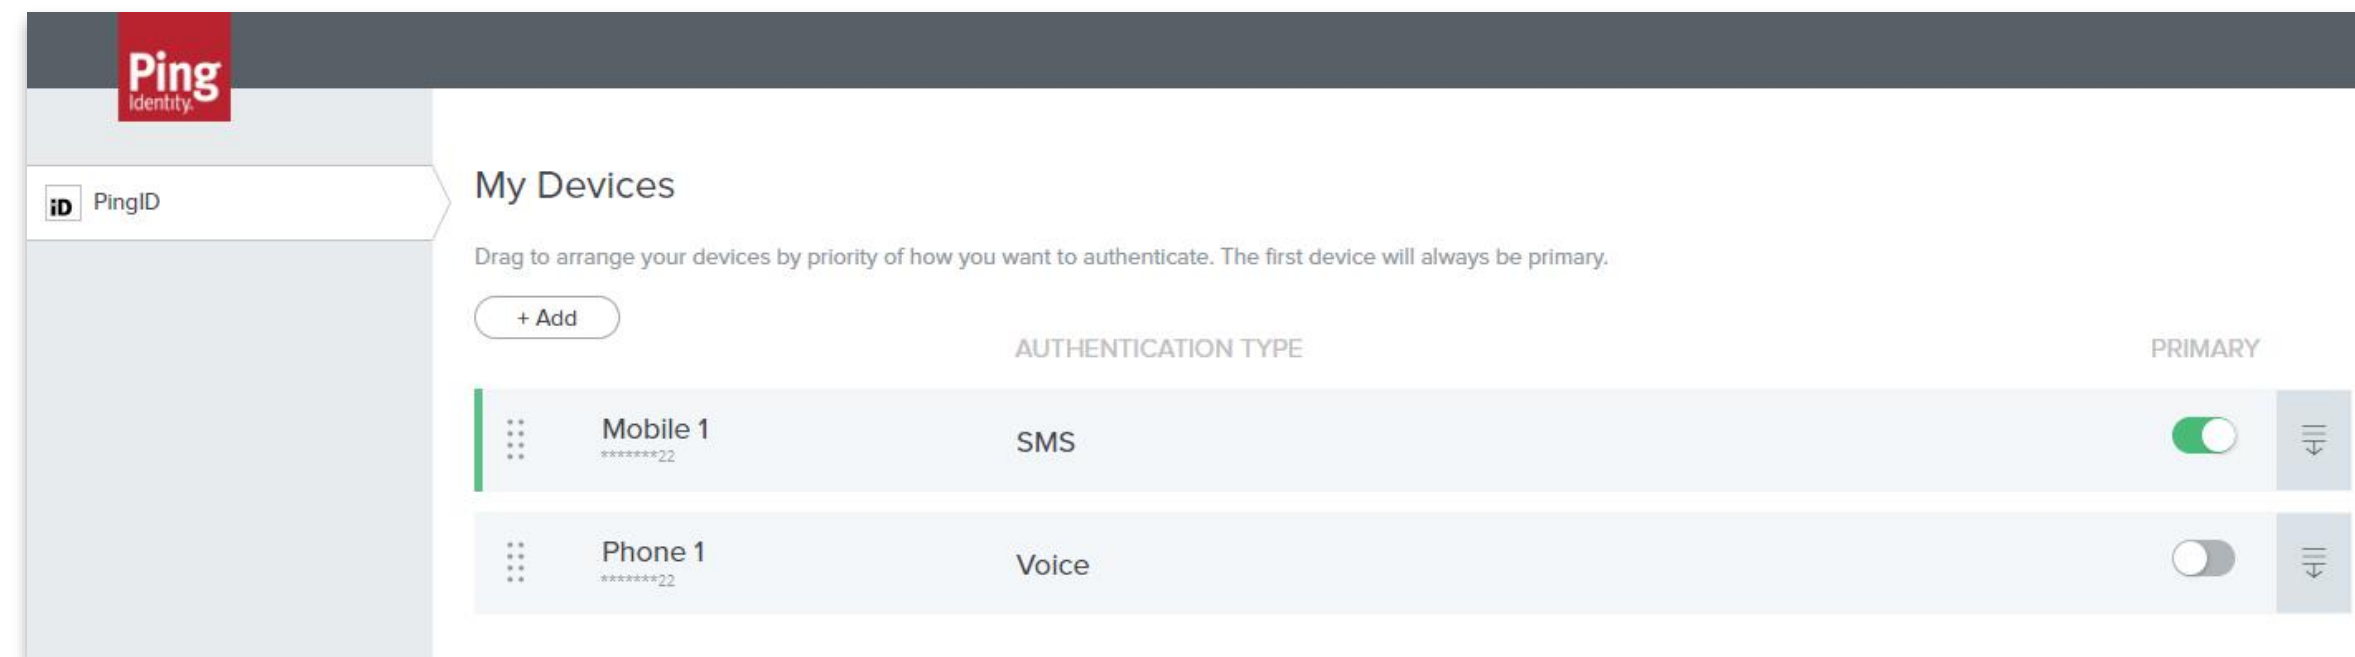 Ping
Identity.
iD PingID
My Devices
Drag to arrange your devices by priority of how you want to authenticate. The first device will always be primary.
+ Add
AUTHENTICATION TYPE PRIMARY
Mobile 1
*******22
SMS
Phone 1
*******22
Voice